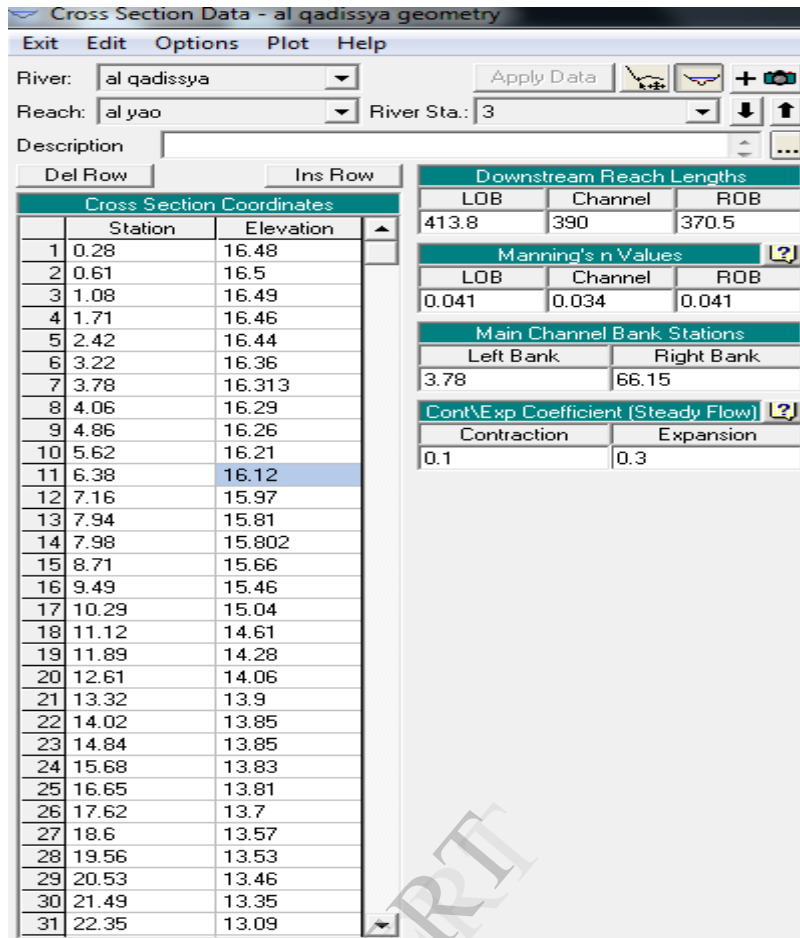 Cross Section Data - al qadissya geometry
Exit Edit Options Plot Help
River: al qadissya Apply Data
Reach: al yao River Sta.: 3
Description ...
Del Row Ins Row
Cross Section Coordinates
Station Elevation
1 0.28 16.48
2 0.61 16.5
3 1.08 16.49
4 1.71 16.46
5 2.42 16.44
6 3.22 16.36
7 3.78 16.313
8 4.06 16.29
9 4.86 16.26
10 5.62 16.21
11 6.38 16.12
12 7.16 15.97
13 7.94 15.81
14 7.98 15.802
15 8.71 15.66
16 9.49 15.46
17 10.29 15.04
18 11.12 14.61
19 11.89 14.28
20 12.61 14.06
21 13.32 13.9
22 14.02 13.85
23 14.84 13.85
24 15.68 13.83
25 16.65 13.81
26 17.62 13.7
27 18.6 13.57
28 19.56 13.53
29 20.53 13.46
30 21.49 13.35
31 22.35 13.09
Downstream Reach Lengths
LOB Channel ROB
413.8 390 370.5
Manning's n Values
LOB Channel ROB
0.041 0.034 0.041
Main Channel Bank Stations
Left Bank Right Bank
3.78 66.15
Cont\Exp Coefficient (Steady Flow)
Contraction Expansion
0.1 0.3